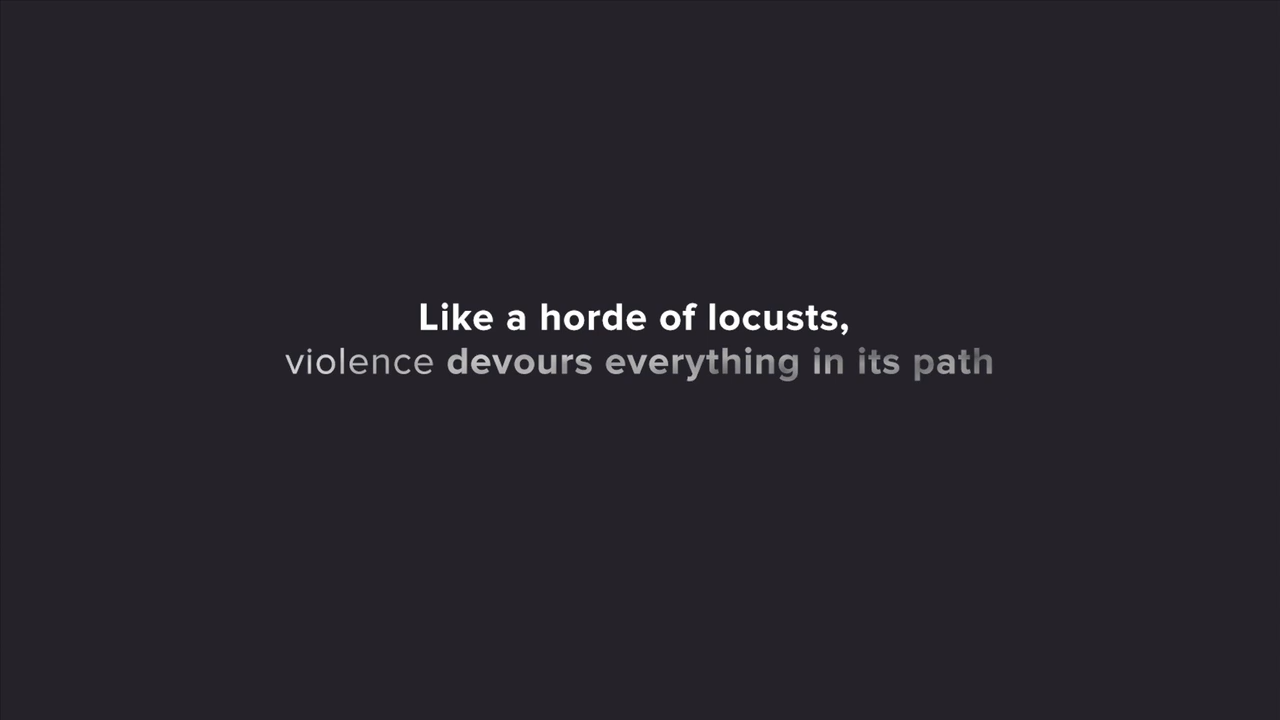 Like a horde of locusts,
violence devours everything in its path